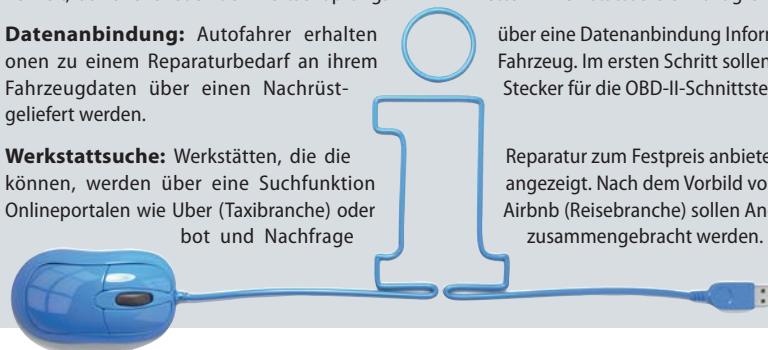 Datenanbindung: Autofahrer erhalten über eine Datenanbindung Infor
onen zu einem Reparaturbedarf an ihrem Fahrzeug. Im ersten Schritt sollen
Fahrzeugdaten über einen Nachrüst- Stecker für die OBD-II-Schnittste
geliefert werden.
Werkstattsuche: Werkstätten, die die Reparatur zum Festpreis anbiete
können, werden über eine Suchfunktion angezeigt. Nach dem Vorbild vo
Onlineportalen wie Uber (Taxibranche) oder Airbnb (Reisebranche) sollen An
bot und Nachfrage zusammengebracht werden.